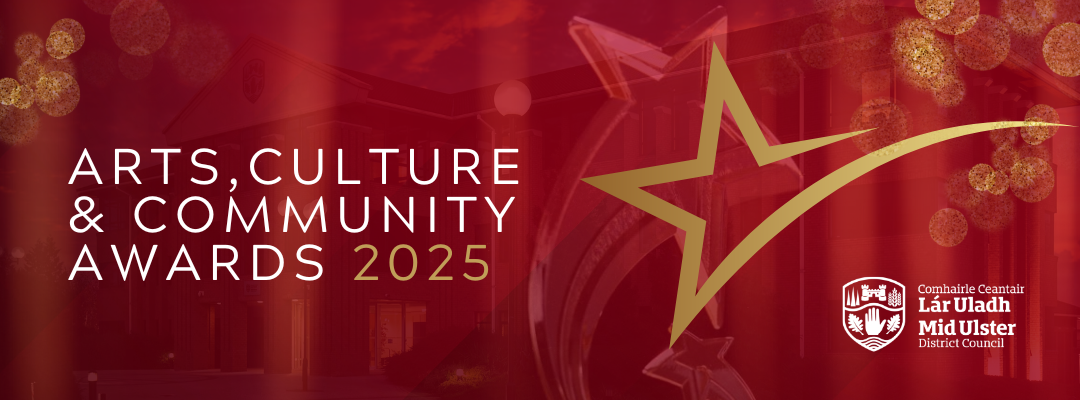 ARTS,CULTURE
& COMMUNITY
AWARDS 2025
Comhairle Ceantair
Lár Uladh
Mid Ulster
District Council